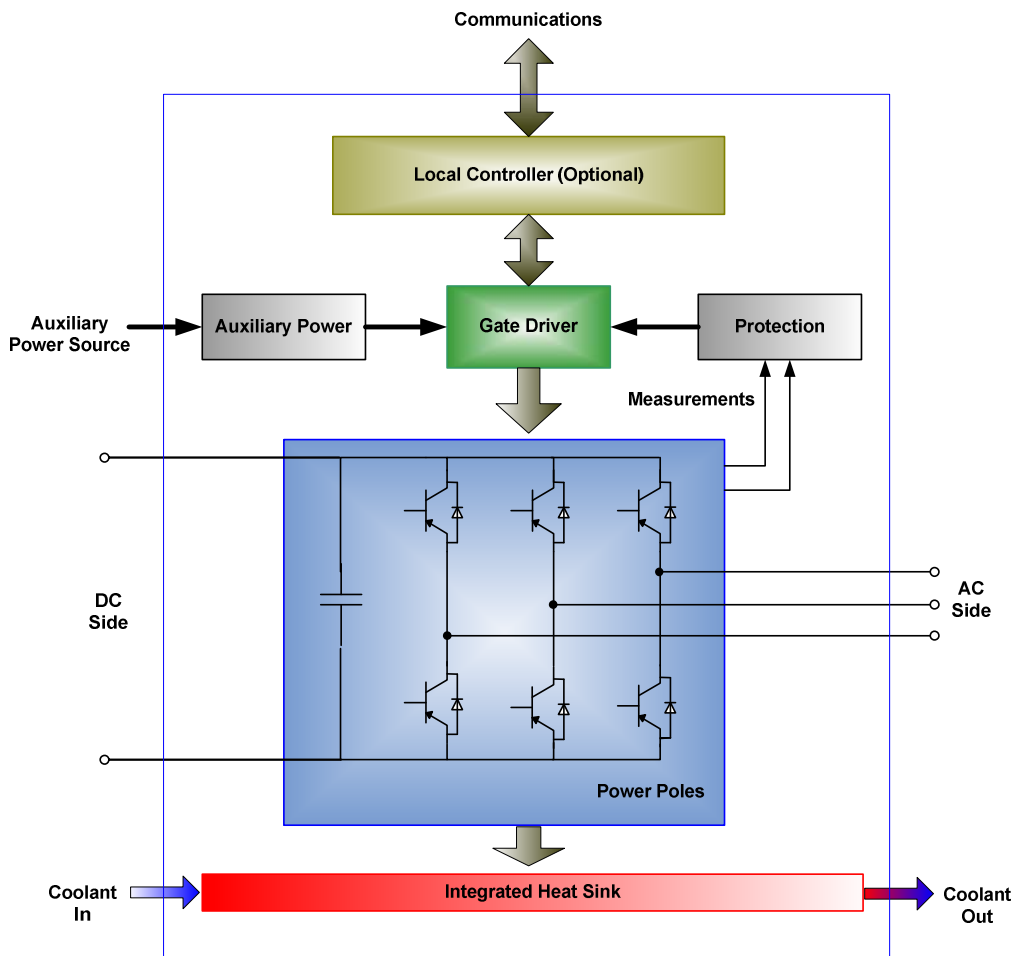 Communications
Local Controller (Optional)
Auxiliary
Power Source
Auxiliary Power
Gate Driver
Protection
Measurements
DC
Side
AC
Side
Power Poles
Coolant
In
Integrated Heat Sink
Coolant
Out